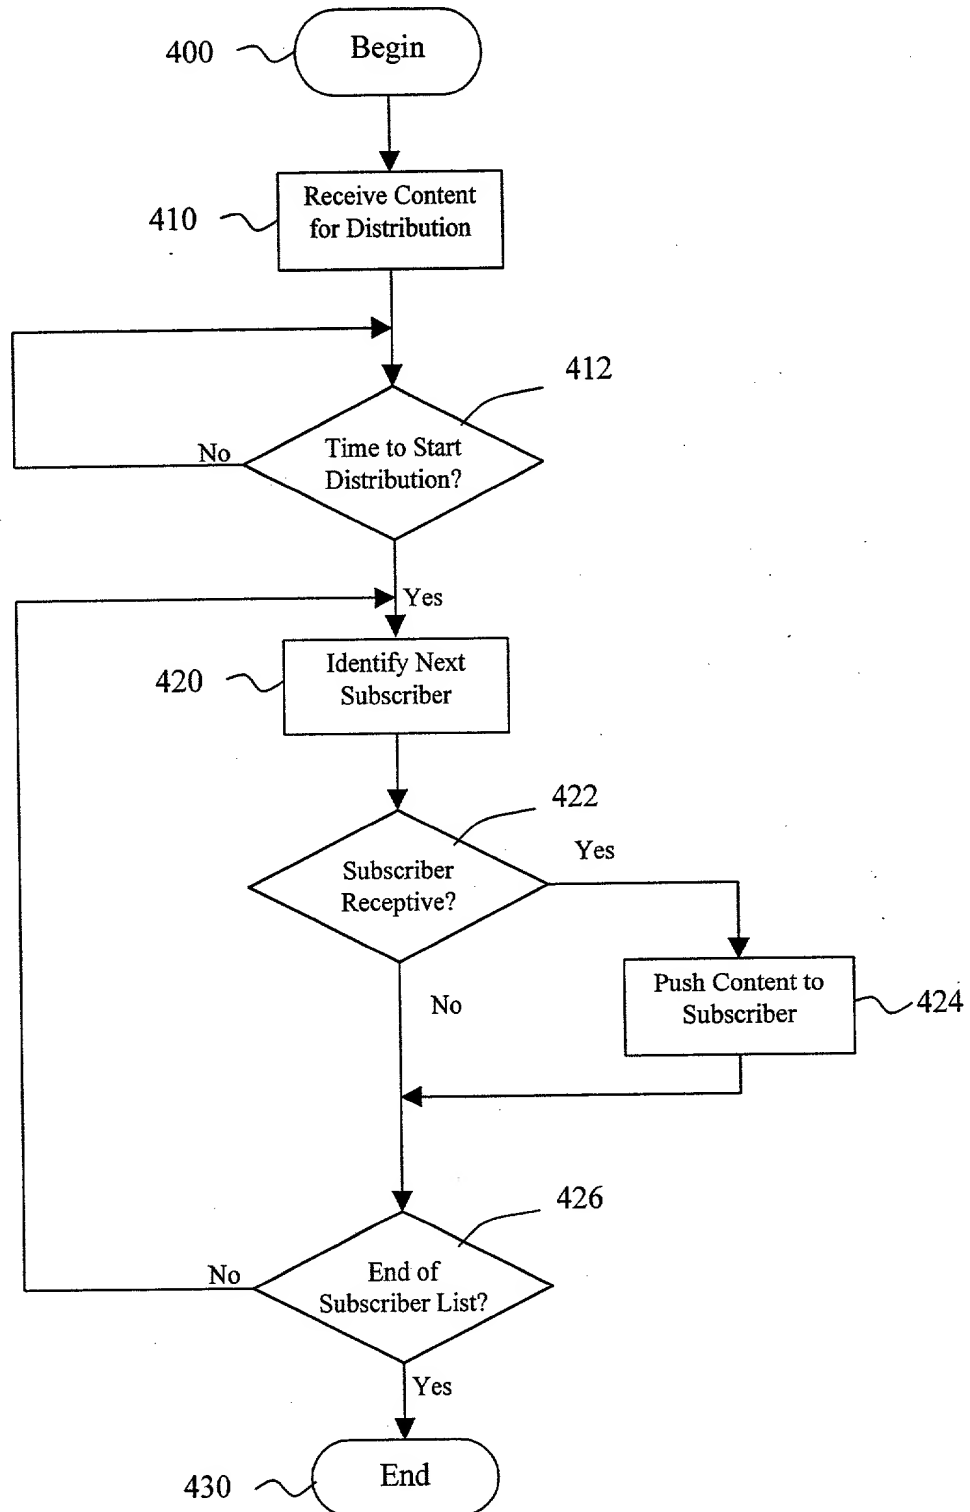 Begin
400
Receive Content
for Distribution
410
412
Time to Start
Distribution?
No
Yes
Identify Next
Subscriber
420
422
Subscriber
Receptive?
Yes
No
Push Content to
Subscriber
424
426
End of
Subscriber List?
No
Yes
End
430